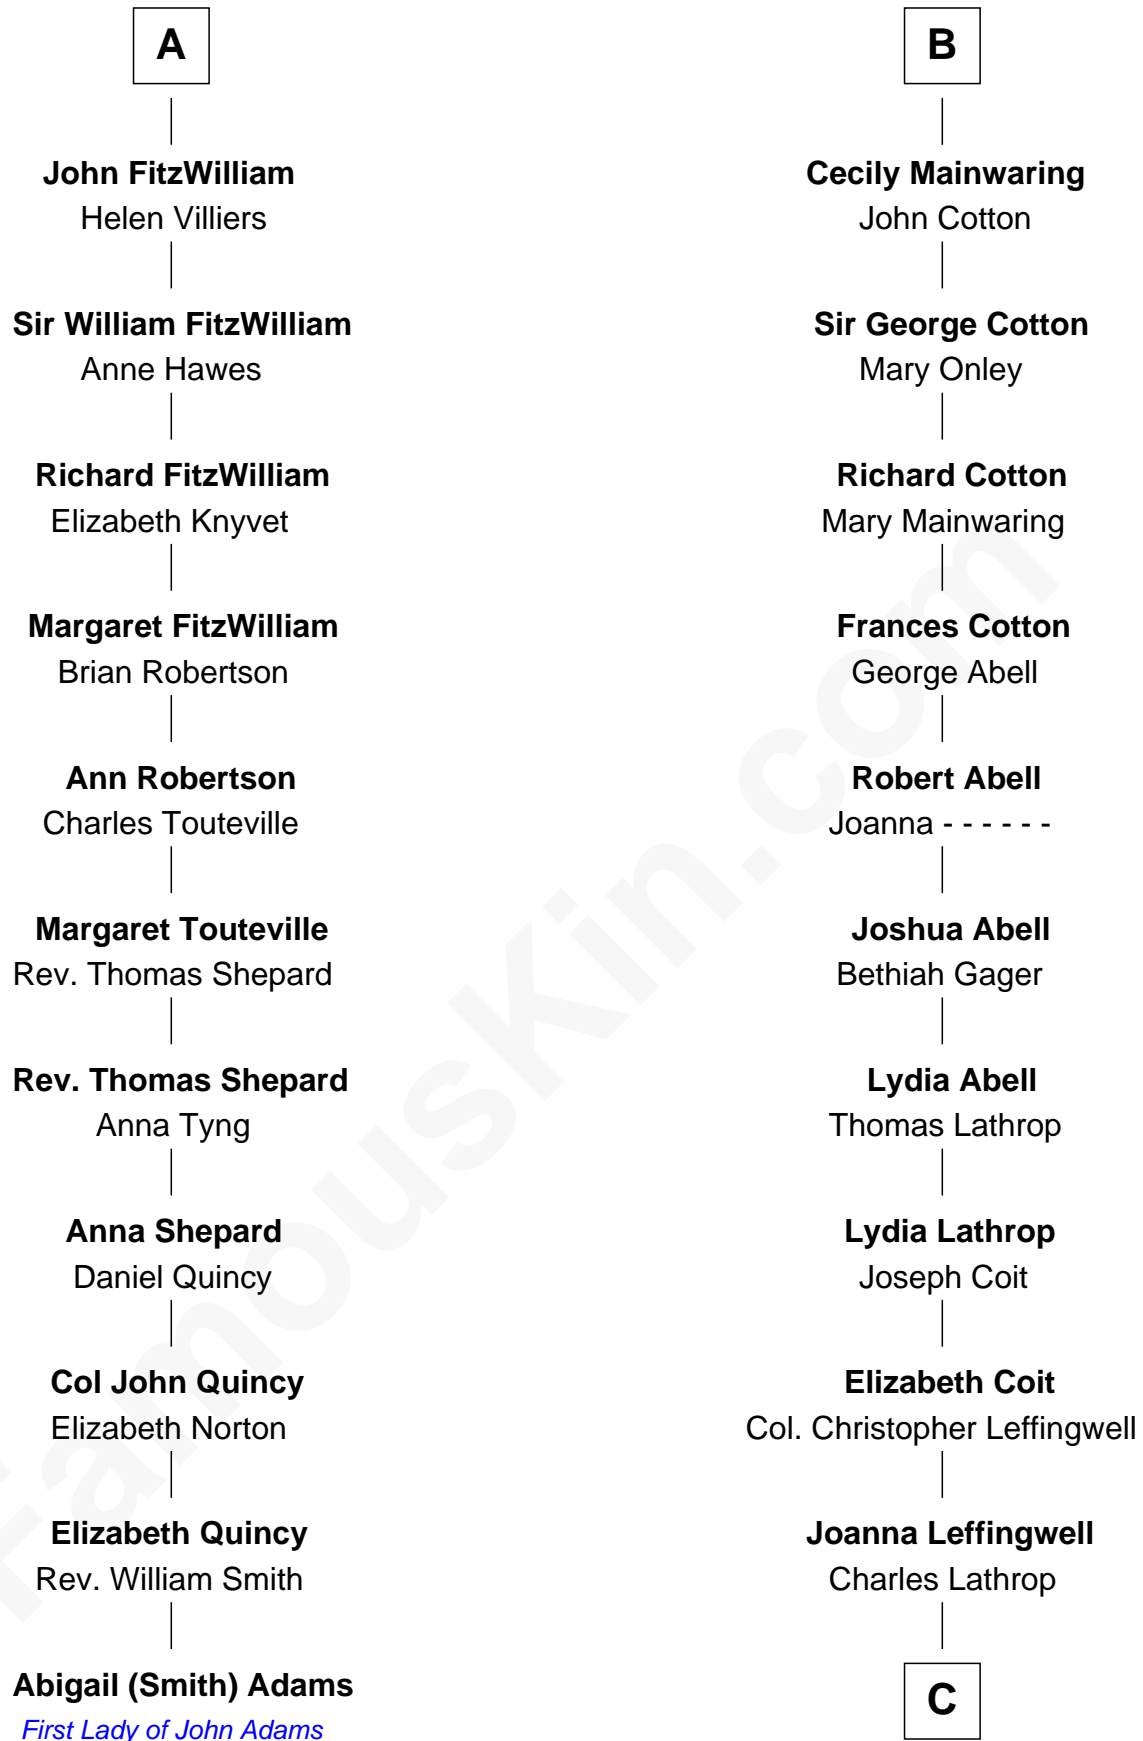 A
John FitzWilliam
Helen Villiers
Sir William FitzWilliam
Anne Hawes
Richard FitzWilliam
Elizabeth Knyvet
Margaret FitzWilliam
Brian Robertson
Ann Robertson
Charles Touteville
Margaret Touteville
Rev. Thomas Shepard
Rev. Thomas Shepard
Anna Tyng
Anna Shepard
Daniel Quincy
Col John Quincy
Elizabeth Norton
Elizabeth Quincy
Rev. William Smith
Abigail (Smith) Adams
First Lady of John Adams
B
Cecily Mainwaring
John Cotton
Sir George Cotton
Mary Onley
Richard Cotton
Mary Mainwaring
Frances Cotton
George Abell
Robert Abell
Joanna - - - - - -
Joshua Abell
Bethiah Gager
Lydia Abell
Thomas Lathrop
Lydia Lathrop
Joseph Coit
Elizabeth Coit
Col. Christopher Leffingwell
Joanna Leffingwell
Charles Lathrop
C
FamousKin.com